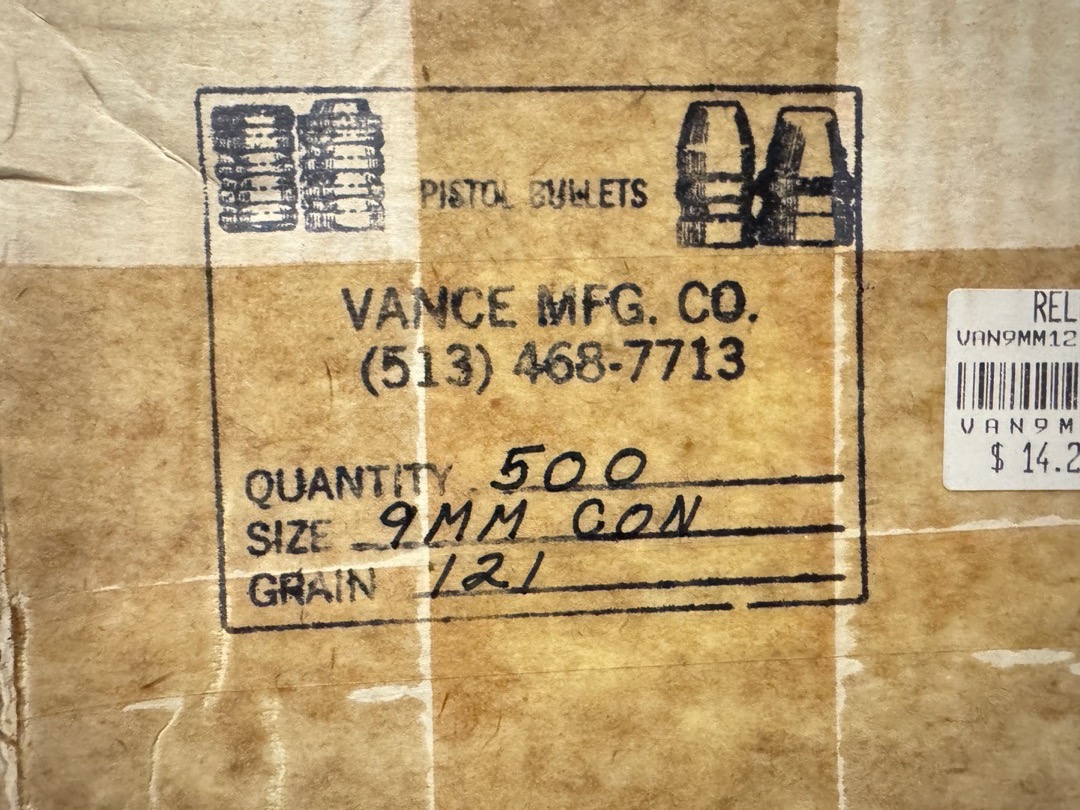 PISTOL BULLETS
VANCE MFG. CO.
(513) 468-7713
QUANTITY 500
SIZE 9MM CON
GRAIN 121
REL
VAN9MM12
VAN9M
$ 14.2